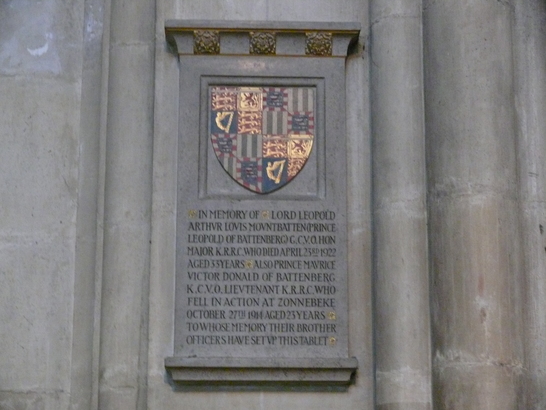 IN MEMORY OF LORD LEOPOLD
ARTHVR LOVIS MOVNTBATTEN (PRINCE
LEOPOLD OF BATTENBERG) G.C.V.O. HON
MAJOR K.R.R.C. WHO DIED APRIL 23RD 1922
AGED 33 YEARS ALSO PRINCE MAVRICE
VICTOR DONALD OF BATTENBERG
K.C.V.O. LIEVTENANT K.R.R.C. WHO
FELL IN ACTION AT ZONNEBEKE
OCTOBER 27TH 1914 AGED 23 YEARS
TO WHOSE MEMORY THEIR BROTHER
OFFICERS HAVE SET VP THIS TABLET